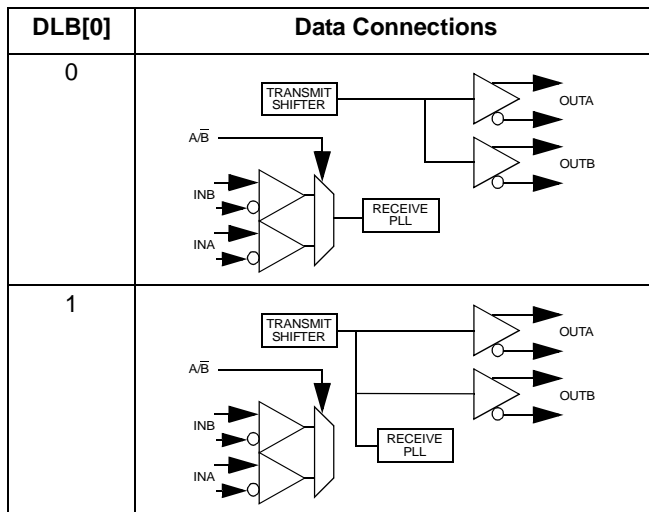 DLB[0] Data Connections
0
TRANSMIT
SHIFTER
OUTA
A/B̅
OUTB
INB
RECEIVE
PLL
INA
1
TRANSMIT
SHIFTER
OUTA
A/B̅
OUTB
INB
RECEIVE
PLL
INA